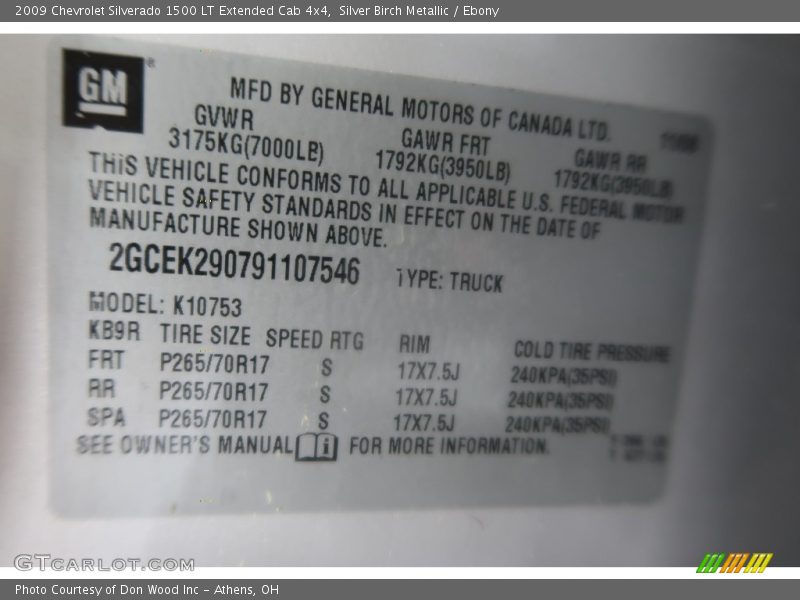 2009 Chevrolet Silverado 1500 LT Extended Cab 4x4, Silver Birch Metallic / Ebony
GM®
MFD BY GENERAL MOTORS OF CANADA LTD.
GVWR GAWR FRT GAWR RR
3175KG(7000LB) 1792KG(3950LB) 1792KG(3950LB)
THIS VEHICLE CONFORMS TO ALL APPLICABLE U.S. FEDERAL MOTOR
VEHICLE SAFETY STANDARDS IN EFFECT ON THE DATE OF
MANUFACTURE SHOWN ABOVE.
2GCEK290791107546 TYPE: TRUCK
MODEL: K10753
KB9R TIRE SIZE SPEED RTG RIM COLD TIRE PRESSURE
FRT P265/70R17 S 17X7.5J 240KPA(35PSI)
RR P265/70R17 S 17X7.5J 240KPA(35PSI)
SPA P265/70R17 S 17X7.5J 240KPA(35PSI)
SEE OWNER'S MANUAL i FOR MORE INFORMATION.
GTCARLOT.COM
Photo Courtesy of Don Wood Inc - Athens, OH